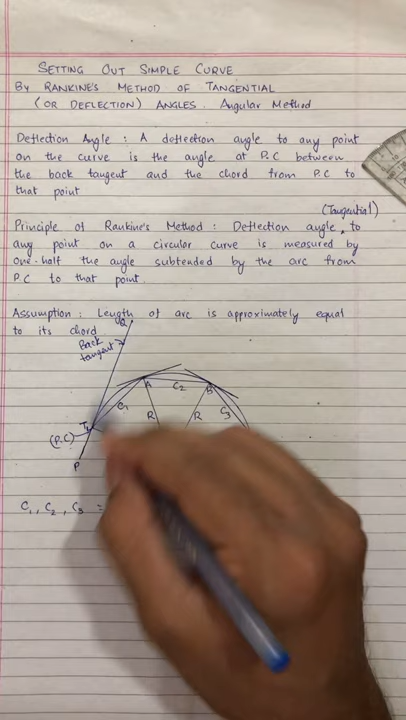 SETTING OUT SIMPLE CURVE
BY RANKINE'S METHOD OF TANGENTIAL
(OR DEFLECTION) ANGLES. Angular Method
Deflection Angle : A deflection angle to any point
on the curve is the angle at P.C between
the back tangent and the chord from P.C to
that point
(Tangential)
Principle of Rankine's Method : Deflection angle to
any point on a circular curve is measured by
one-half the angle subtended by the arc from
P.C to that point.
Assumption : Length of arc is approximately equal
to its chord.
Back
tangent
A
C2
B
C1
R
R
C3
T1
(P.C)
P
C1, C2, C3 =